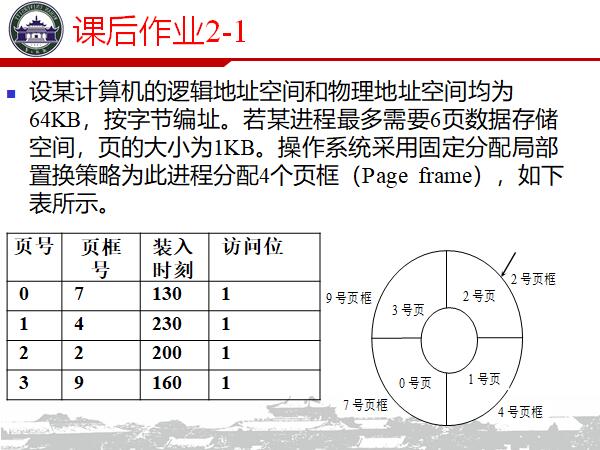 课后作业2-1
设某计算机的逻辑地址空间和物理地址空间均为
64KB，按字节编址。若某进程最多需要6页数据存储
空间，页的大小为1KB。操作系统采用固定分配局部
置换策略为此进程分配4个页框（Page frame），如下
表所示。
页号 页框号 装入时刻 访问位
0 7 130 1
1 4 230 1
2 2 200 1
3 9 160 1
2 号页框
9 号页框
2 号页
3 号页
0 号页
1 号页
7 号页框
4 号页框